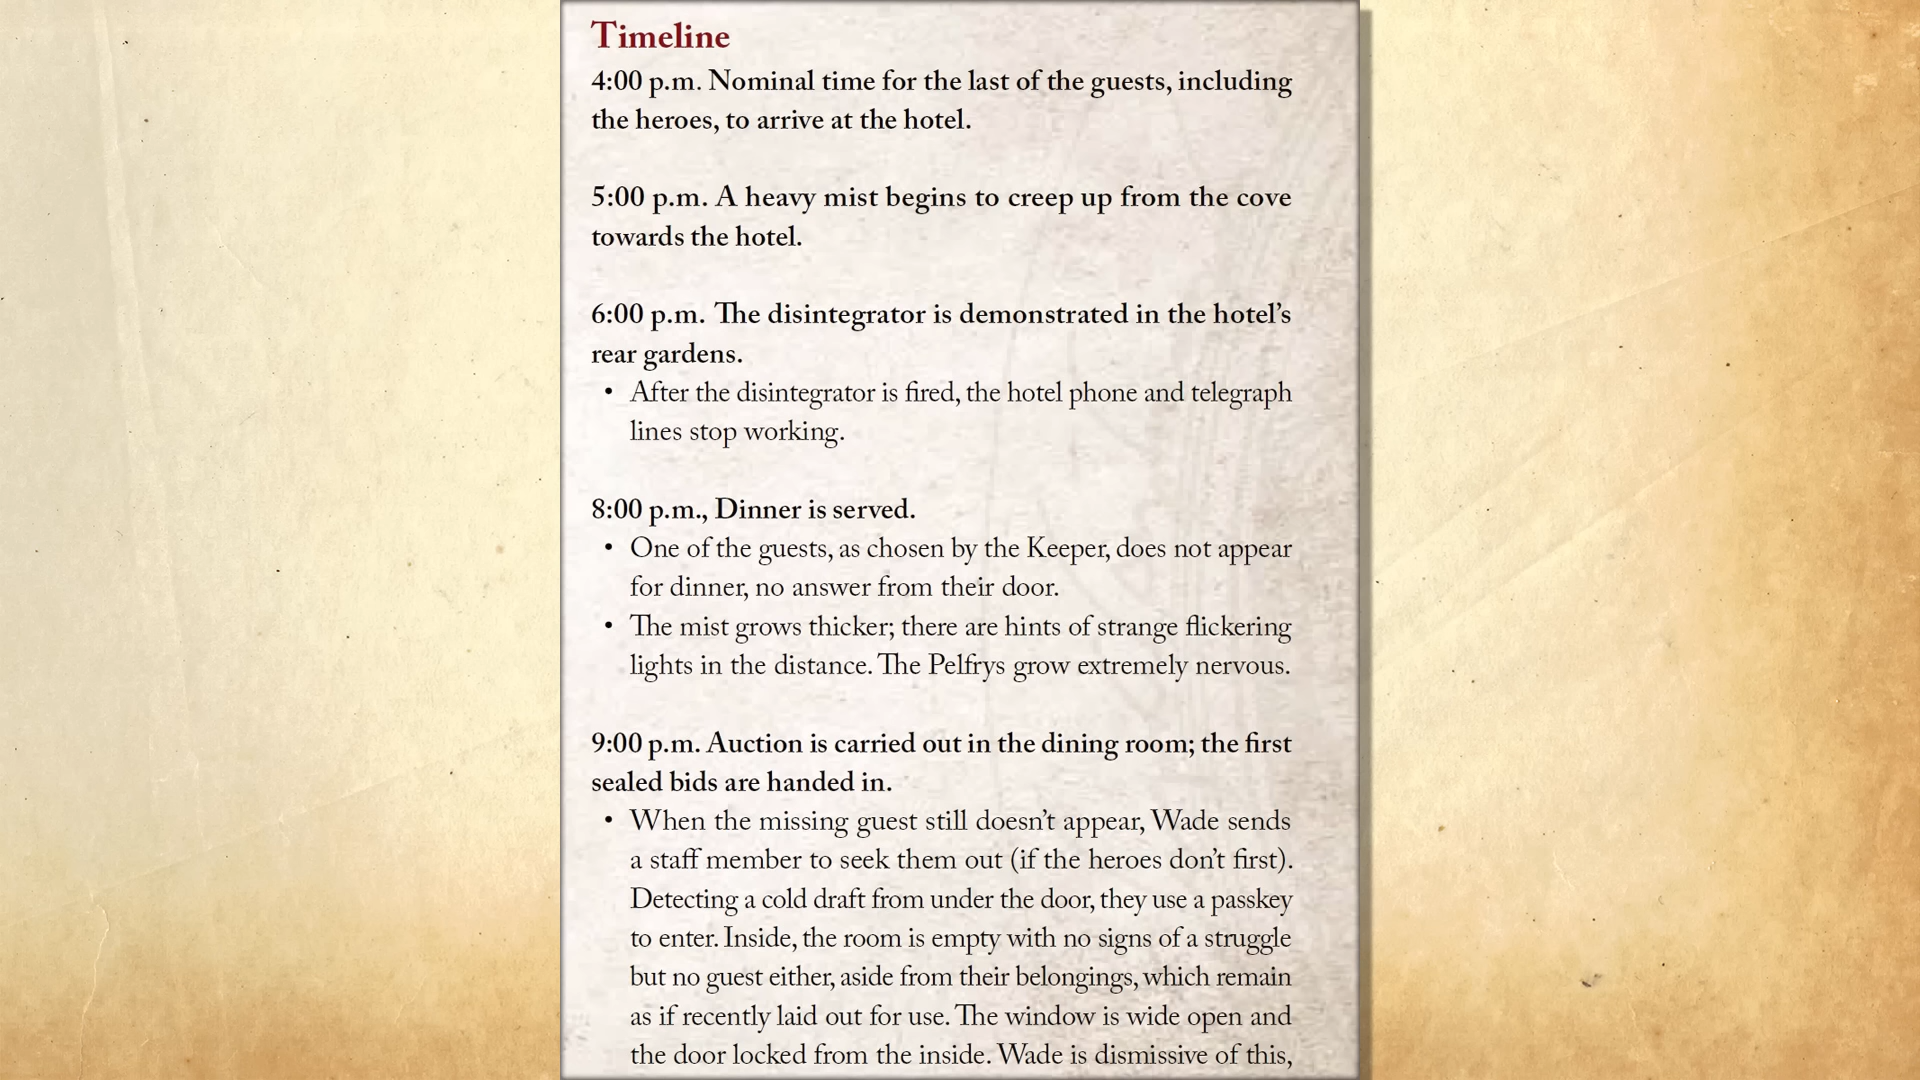 Timeline
4:00 p.m. Nominal time for the last of the guests, including
the heroes, to arrive at the hotel.
5:00 p.m. A heavy mist begins to creep up from the cove
towards the hotel.
6:00 p.m. The disintegrator is demonstrated in the hotel’s
rear gardens.
• After the disintegrator is fired, the hotel phone and telegraph
lines stop working.
8:00 p.m., Dinner is served.
• One of the guests, as chosen by the Keeper, does not appear
for dinner, no answer from their door.
• The mist grows thicker; there are hints of strange flickering
lights in the distance. The Pelfrys grow extremely nervous.
9:00 p.m. Auction is carried out in the dining room; the first
sealed bids are handed in.
• When the missing guest still doesn’t appear, Wade sends
a staff member to seek them out (if the heroes don’t first).
Detecting a cold draft from under the door, they use a passkey
to enter. Inside, the room is empty with no signs of a struggle
but no guest either, aside from their belongings, which remain
as if recently laid out for use. The window is wide open and
the door locked from the inside. Wade is dismissive of this,